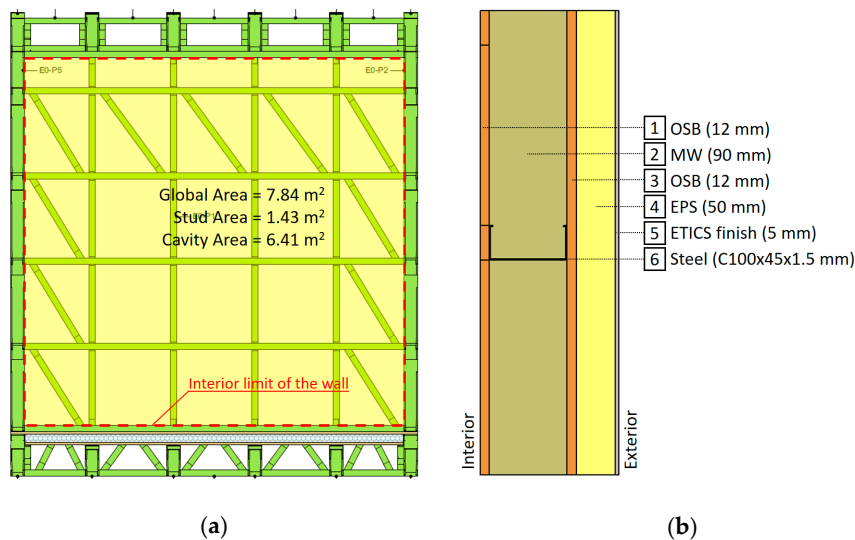 E0-P5
E0-P2
Global Area = 7.84 m²
Stud Area = 1.43 m²
Cavity Area = 6.41 m²
Interior limit of the wall
(a)
1 OSB (12 mm)
2 MW (90 mm)
3 OSB (12 mm)
4 EPS (50 mm)
5 ETICS finish (5 mm)
6 Steel (C100x45x1.5 mm)
Interior
Exterior
(b)